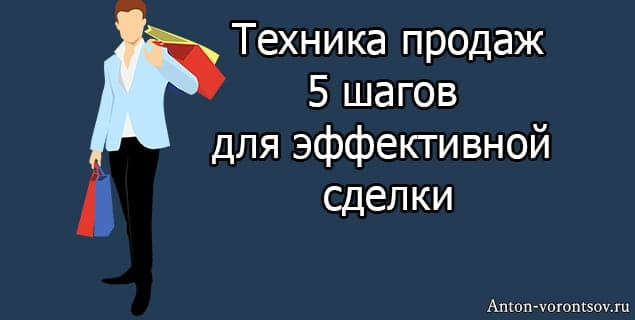 Техника продаж
5 шагов
для эффективной
сделки
Anton-vorontsov.ru